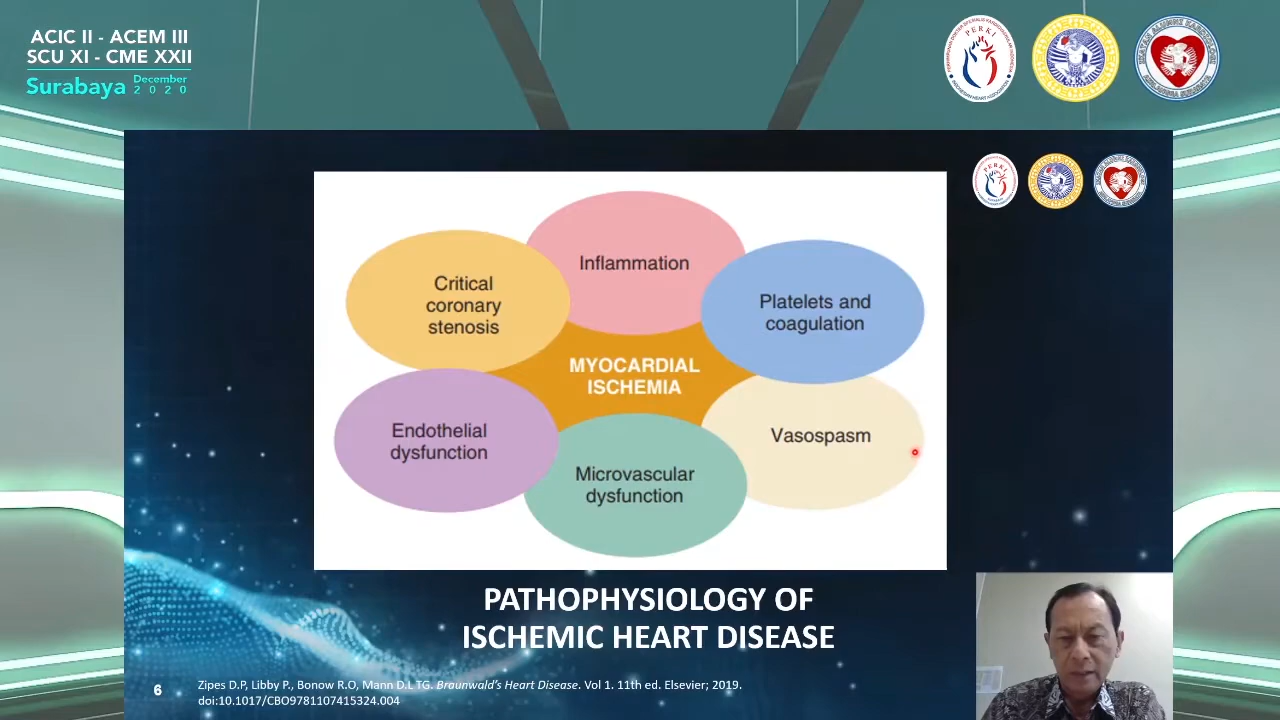 ACIC II - ACEM III
SCU XI - CME XXII
Surabaya
December
2020
PERKI
PERKI
Inflammation
Critical
coronary
stenosis
Platelets and
coagulation
MYOCARDIAL
ISCHEMIA
Endothelial
dysfunction
Vasospasm
Microvascular
dysfunction
PATHOPHYSIOLOGY OF
ISCHEMIC HEART DISEASE
6
Zipes D.P, Libby P., Bonow R.O, Mann D.L TG. Braunwald's Heart Disease. Vol 1. 11th ed. Elsevier; 2019.
doi:10.1017/CBO9781107415324.004